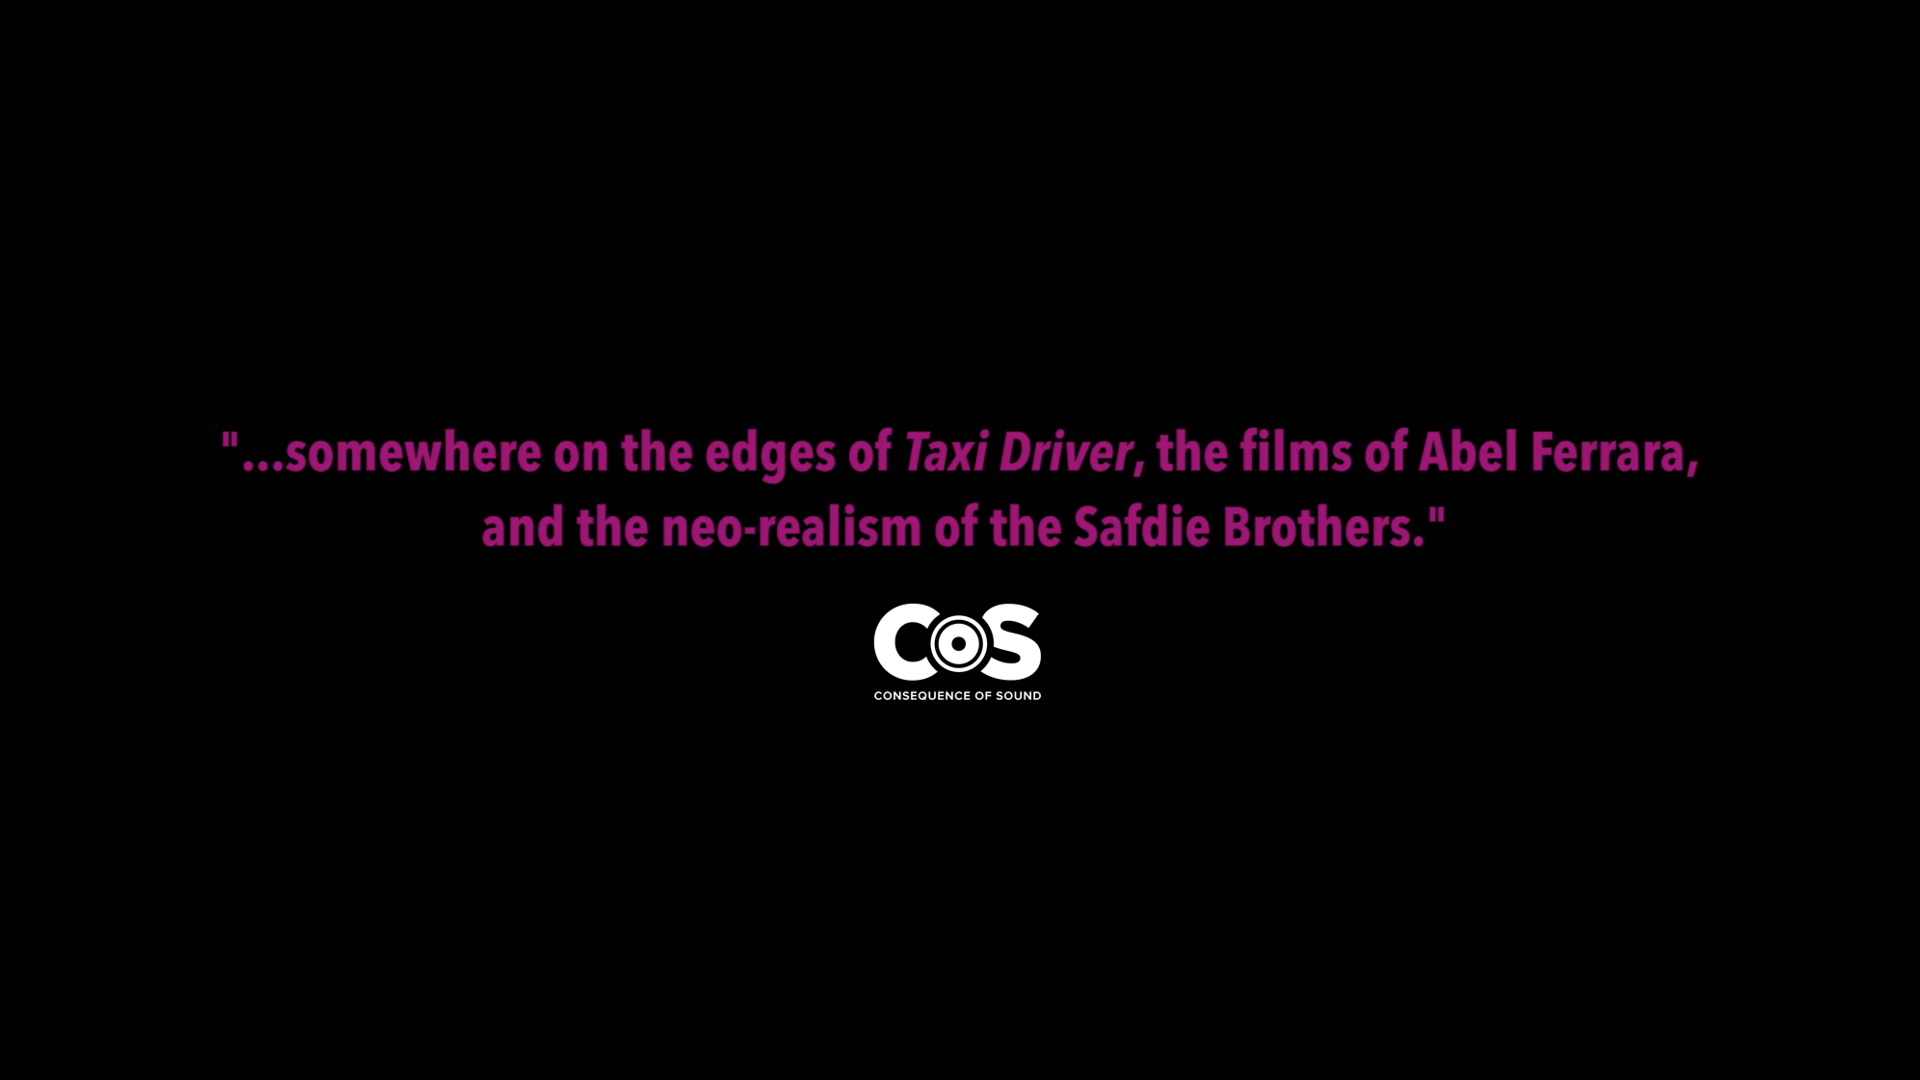 "...somewhere on the edges of Taxi Driver, the films of Abel Ferrara,
and the neo-realism of the Safdie Brothers."
CoS
CONSEQUENCE OF SOUND